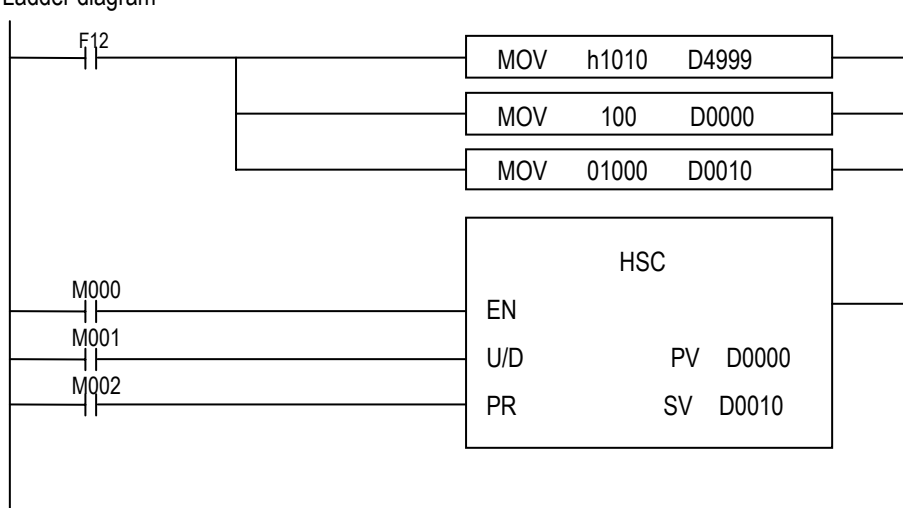 Ladder diagram
F12
MOV h1010 D4999
MOV 100 D0000
MOV 01000 D0010
HSC
M000
EN
M001
U/D PV D0000
M002
PR SV D0010